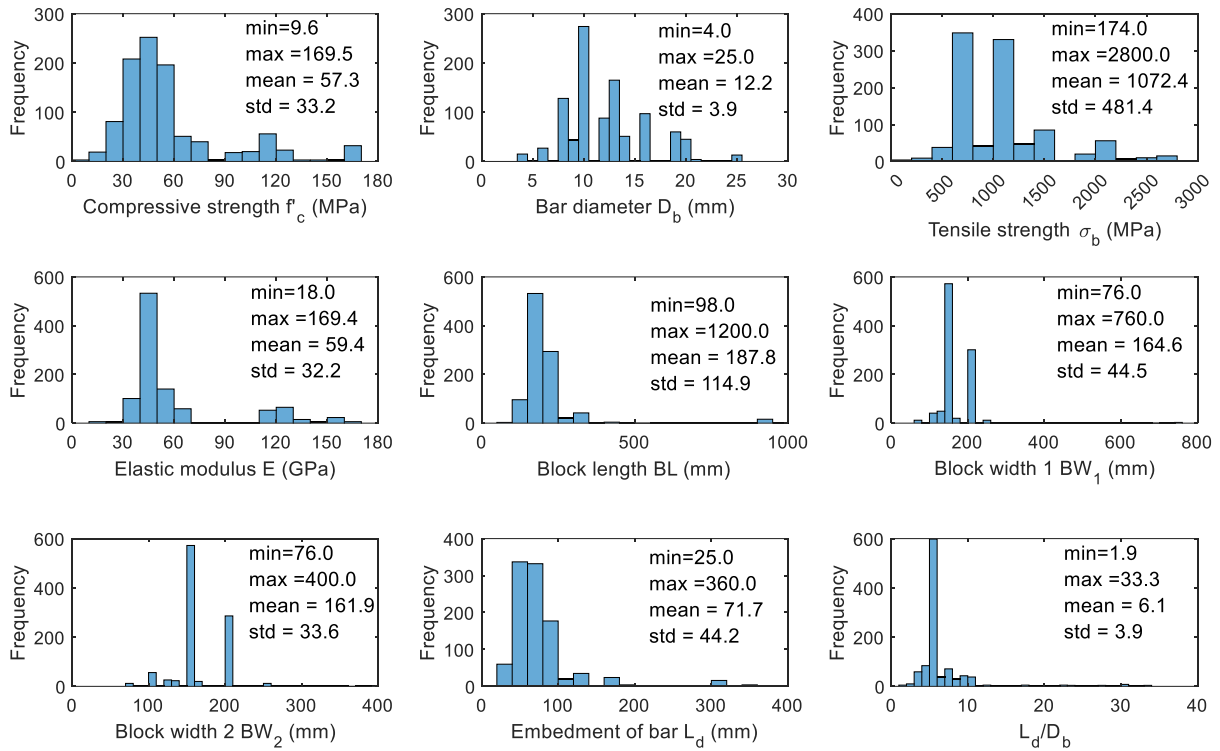 300
200
100
0
Frequency
min=9.6
max =169.5
mean = 57.3
std = 33.2
0 30 60 90 120 150 180
Compressive strength f'c (MPa)
300
200
100
0
Frequency
min=4.0
max =25.0
mean = 12.2
std = 3.9
0 5 10 15 20 25 30
Bar diameter Db (mm)
400
300
200
100
0
Frequency
min=174.0
max =2800.0
mean = 1072.4
std = 481.4
0 500 1000 1500 2000 2500 3000
Tensile strength σb (MPa)
600
400
200
0
Frequency
min=18.0
max =169.4
mean = 59.4
std = 32.2
0 30 60 90 120 150 180
Elastic modulus E (GPa)
600
400
200
0
Frequency
min=98.0
max =1200.0
mean = 187.8
std = 114.9
0 500 1000
Block length BL (mm)
600
400
200
0
Frequency
min=76.0
max =760.0
mean = 164.6
std = 44.5
0 200 400 600 800
Block width 1 BW1 (mm)
600
400
200
0
Frequency
min=76.0
max =400.0
mean = 161.9
std = 33.6
0 100 200 300 400
Block width 2 BW2 (mm)
400
300
200
100
0
Frequency
min=25.0
max =360.0
mean = 71.7
std = 44.2
0 100 200 300 400
Embedment of bar Ld (mm)
600
400
200
0
Frequency
min=1.9
max =33.3
mean = 6.1
std = 3.9
0 10 20 30 40
Ld/Db